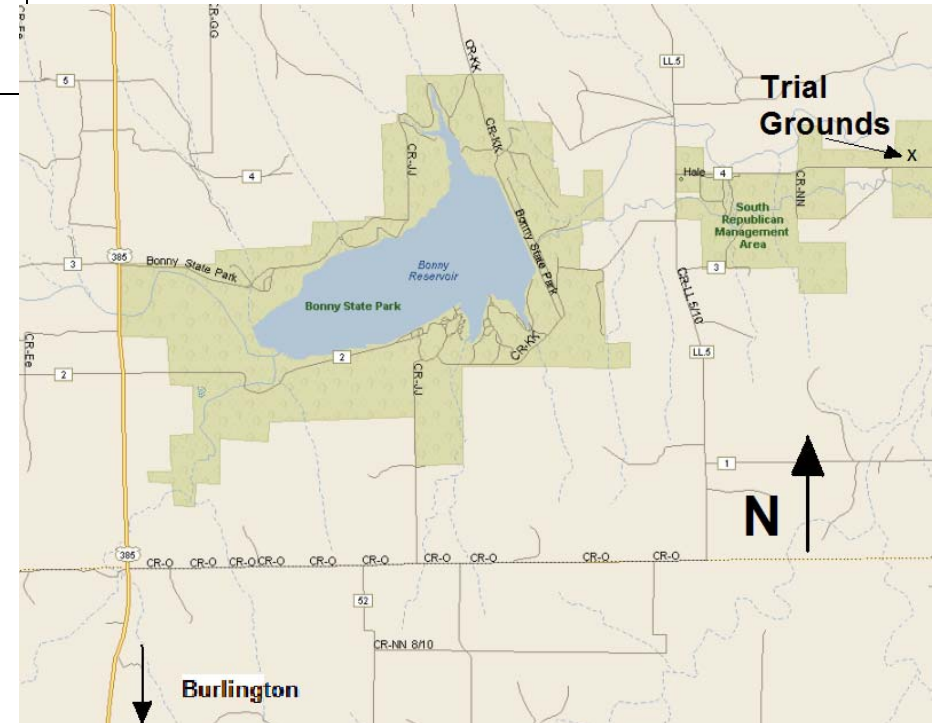 CR-Ee
CR-GG
5
CR-KK
LL.5
Trial
Grounds
X
CR-KK
CR-JJ
4
Hale
4
CR-NN
South
Republican
Management
Area
385
3
Bonny State Park
Bonny
Reservoir
Bonny State Park
3
Bonny State Park
CR-LL 5/10
CR-Ee
2
CR-KK
LL.5
2
CR-JJ
1
N
385
CR-O CR-O CR-O CR-O CR-O CR-O CR-O CR-O CR-O CR-O
52
CR-NN 8/10
Burlington